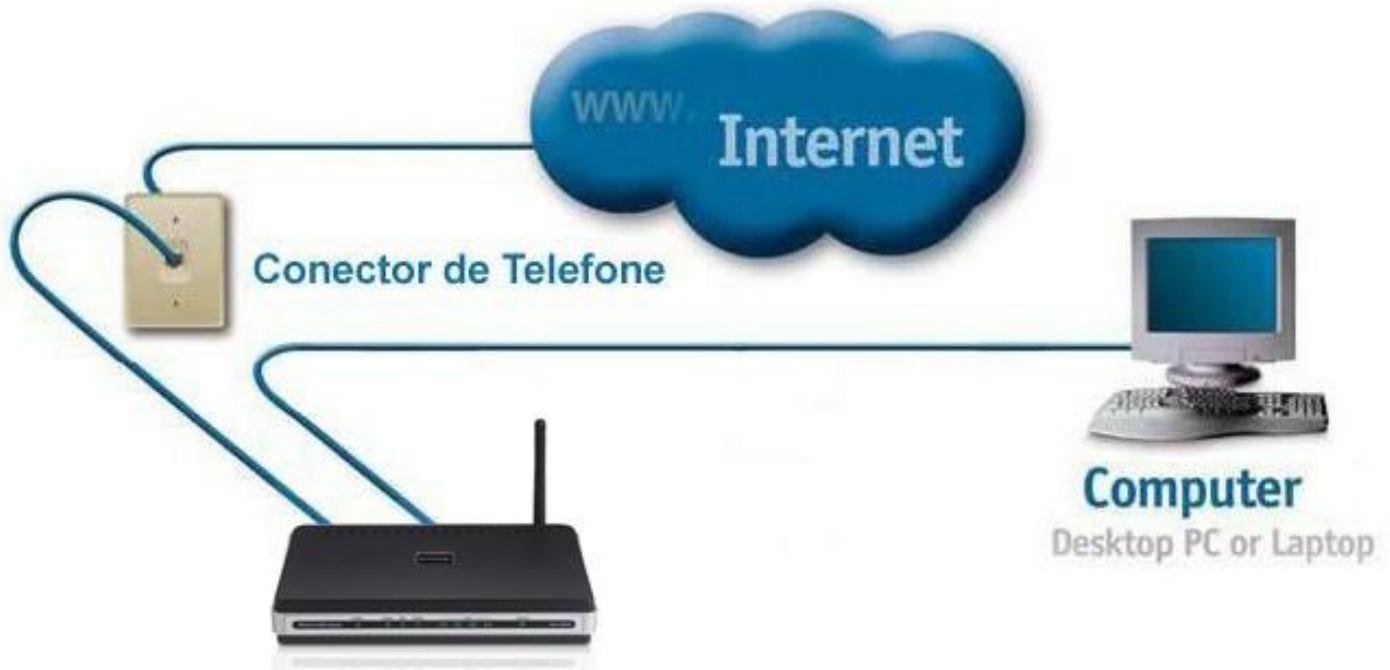 www.
Internet
Conector de Telefone
Computer
Desktop PC or Laptop